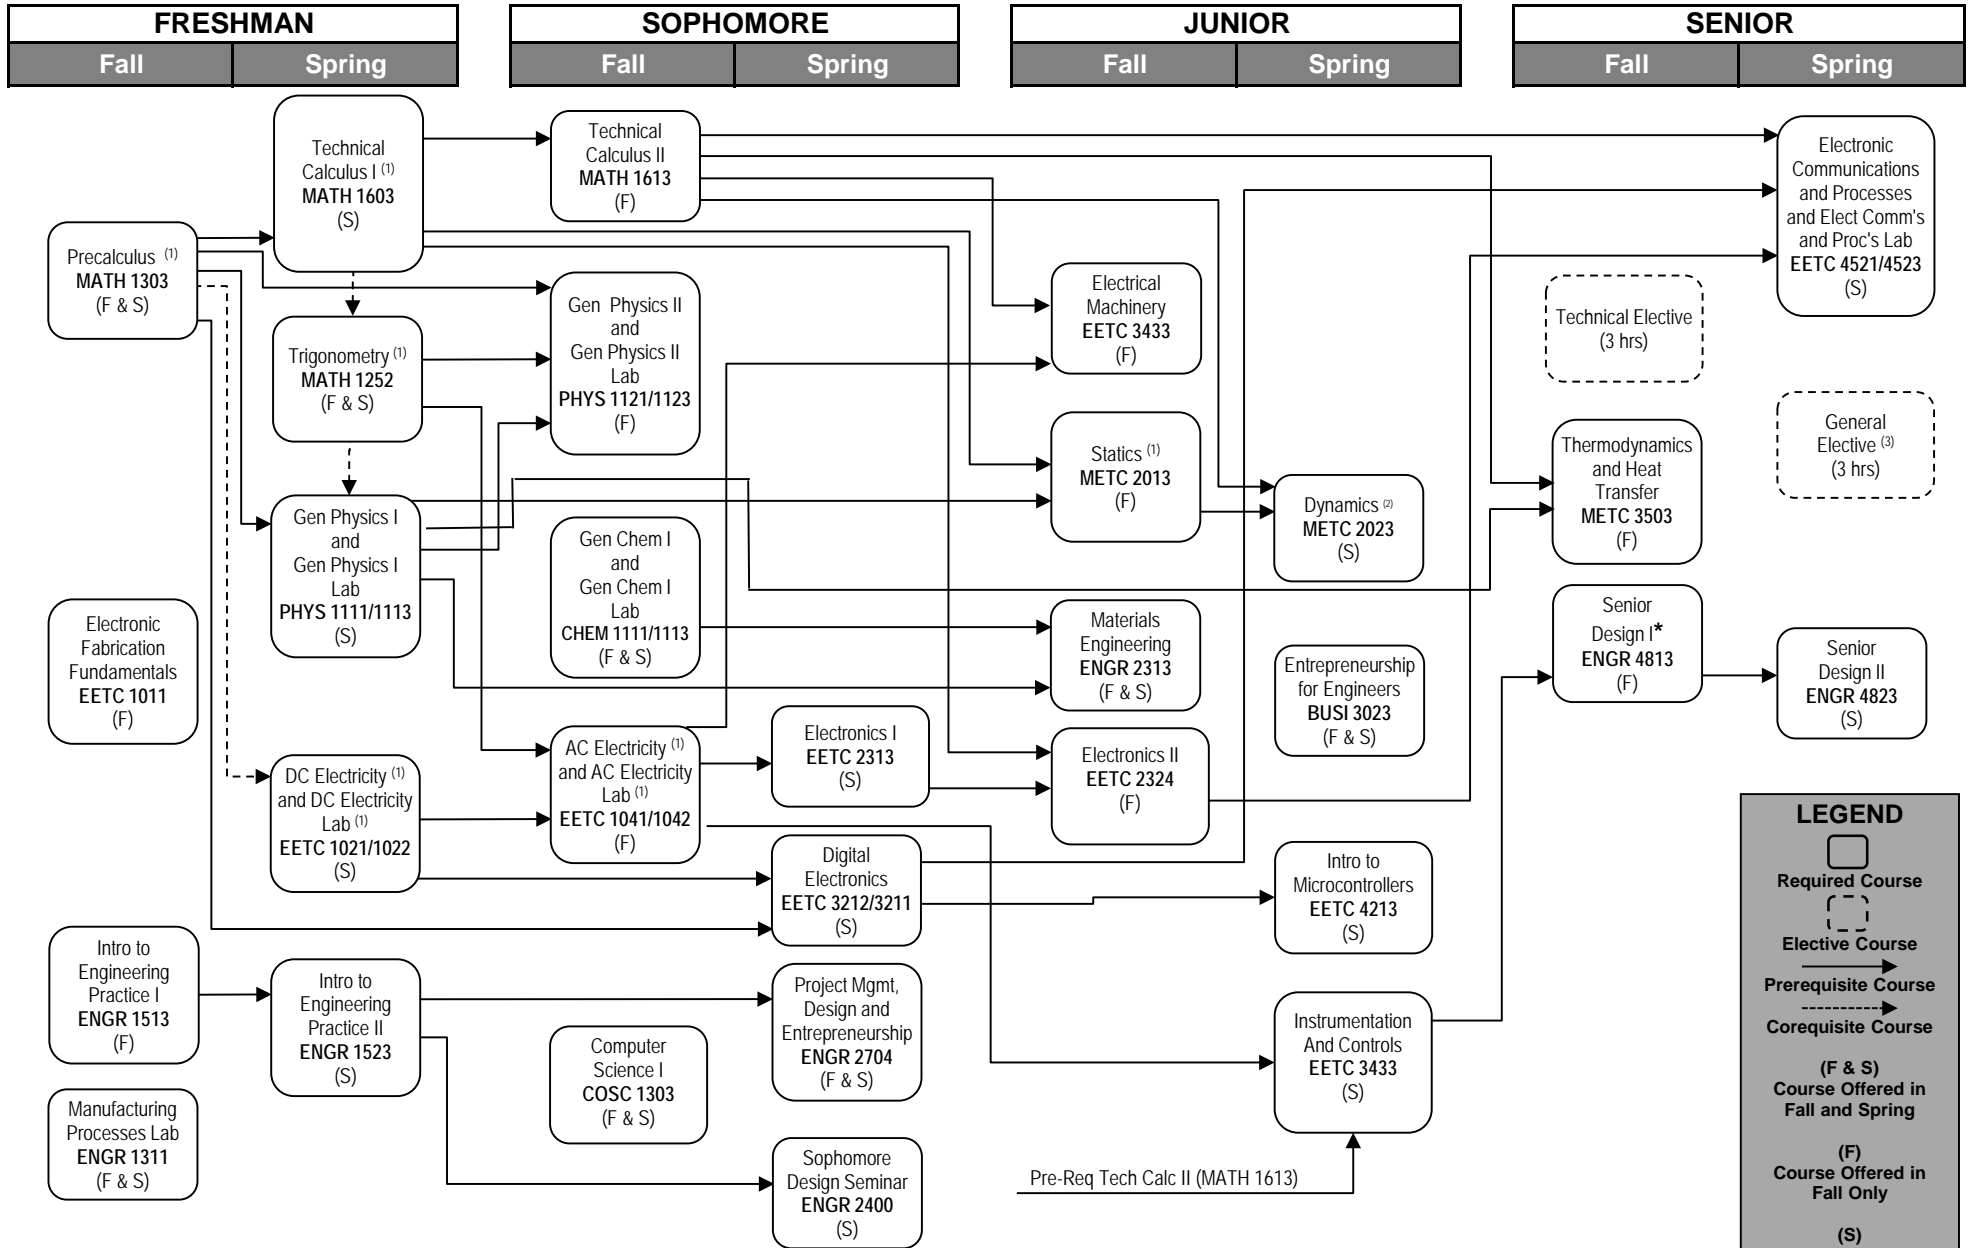 FRESHMAN
Fall
Spring
SOPHOMORE
Fall
Spring
JUNIOR
Fall
Spring
SENIOR
Fall
Spring
Precalculus (1)
MATH 1303
(F & S)
Electronic
Fabrication
Fundamentals
EETC 1011
(F)
Intro to
Engineering
Practice I
ENGR 1513
(F)
Manufacturing
Processes Lab
ENGR 1311
(F & S)
Technical
Calculus I (1)
MATH 1603
(S)
Trigonometry (1)
MATH 1252
(F & S)
Gen Physics I
and
Gen Physics I
Lab
PHYS 1111/1113
(S)
DC Electricity (1)
and DC Electricity
Lab (1)
EETC 1021/1022
(S)
Intro to
Engineering
Practice II
ENGR 1523
(S)
Technical
Calculus II
MATH 1613
(F)
Gen Physics II
and
Gen Physics II
Lab
PHYS 1121/1123
(F)
Gen Chem I
and
Gen Chem I
Lab
CHEM 1111/1113
(F & S)
AC Electricity (1)
and AC Electricity
Lab (1)
EETC 1041/1042
(F)
Computer
Science I
COSC 1303
(F & S)
Electronics I
EETC 2313
(S)
Digital
Electronics
EETC 3212/3211
(S)
Project Mgmt,
Design and
Entrepreneurship
ENGR 2704
(F & S)
Sophomore
Design Seminar
ENGR 2400
(S)
Electrical
Machinery
EETC 3433
(F)
Statics (1)
METC 2013
(F)
Materials
Engineering
ENGR 2313
(F & S)
Electronics II
EETC 2324
(F)
Pre-Req Tech Calc II (MATH 1613)
Dynamics (2)
METC 2023
(S)
Entrepreneurship
for Engineers
BUSI 3023
(F & S)
Intro to
Microcontrollers
EETC 4213
(S)
Instrumentation
And Controls
EETC 3433
(S)
Technical Elective
(3 hrs)
Thermodynamics
and Heat
Transfer
METC 3503
(F)
Senior
Design I*
ENGR 4813
(F)
Electronic
Communications
and Processes
and Elect Comm's
and Proc's Lab
EETC 4521/4523
(S)
General
Elective (3)
(3 hrs)
Senior
Design II
ENGR 4823
(S)
LEGEND
Required Course
Elective Course
Prerequisite Course
Corequisite Course
(F & S)
Course Offered in
Fall and Spring
(F)
Course Offered in
Fall Only
(S)